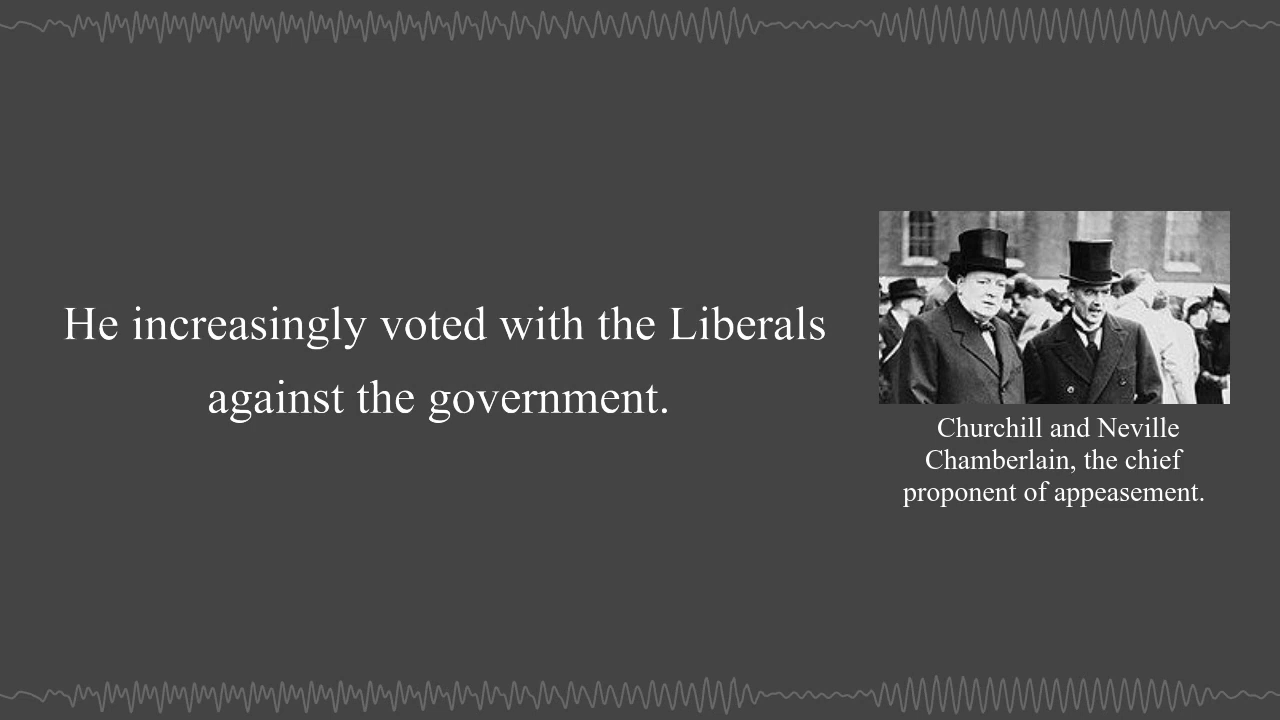 He increasingly voted with the Liberals
against the government.
Churchill and Neville
Chamberlain, the chief
proponent of appeasement.